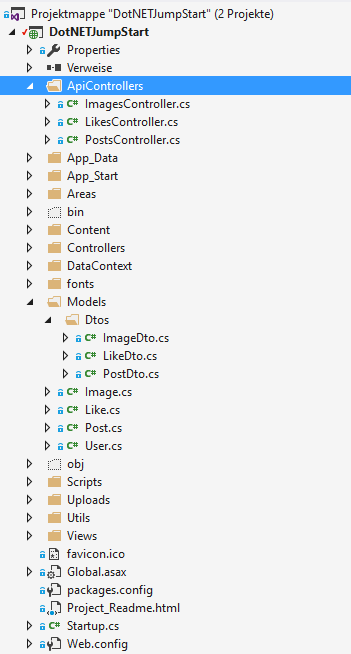 Projektmappe "DotNETJumpStart" (2 Projekte)
DotNETJumpStart
Properties
Verweise
ApiControllers
C# ImagesController.cs
C# LikesController.cs
C# PostsController.cs
App_Data
App_Start
Areas
bin
Content
Controllers
DataContext
fonts
Models
Dtos
C# ImageDto.cs
C# LikeDto.cs
C# PostDto.cs
C# Image.cs
C# Like.cs
C# Post.cs
C# User.cs
obj
Scripts
Uploads
Utils
Views
favicon.ico
Global.asax
packages.config
Project_Readme.html
C# Startup.cs
Web.config